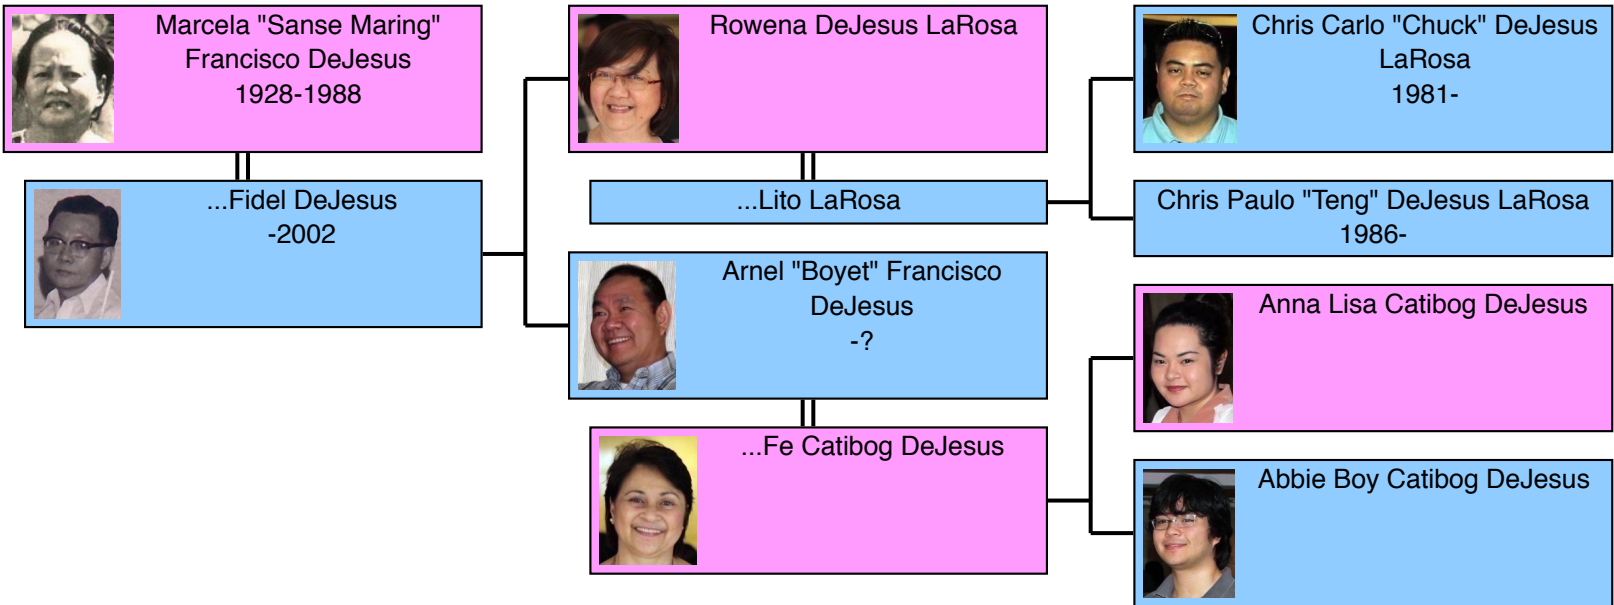 Marcela "Sanse Maring"
Francisco DeJesus
1928-1988
...Fidel DeJesus
-2002
Rowena DeJesus LaRosa
...Lito LaRosa
Arnel "Boyet" Francisco
DeJesus
-?
...Fe Catibog DeJesus
Chris Carlo "Chuck" DeJesus
LaRosa
1981-
Chris Paulo "Teng" DeJesus LaRosa
1986-
Anna Lisa Catibog DeJesus
Abbie Boy Catibog DeJesus